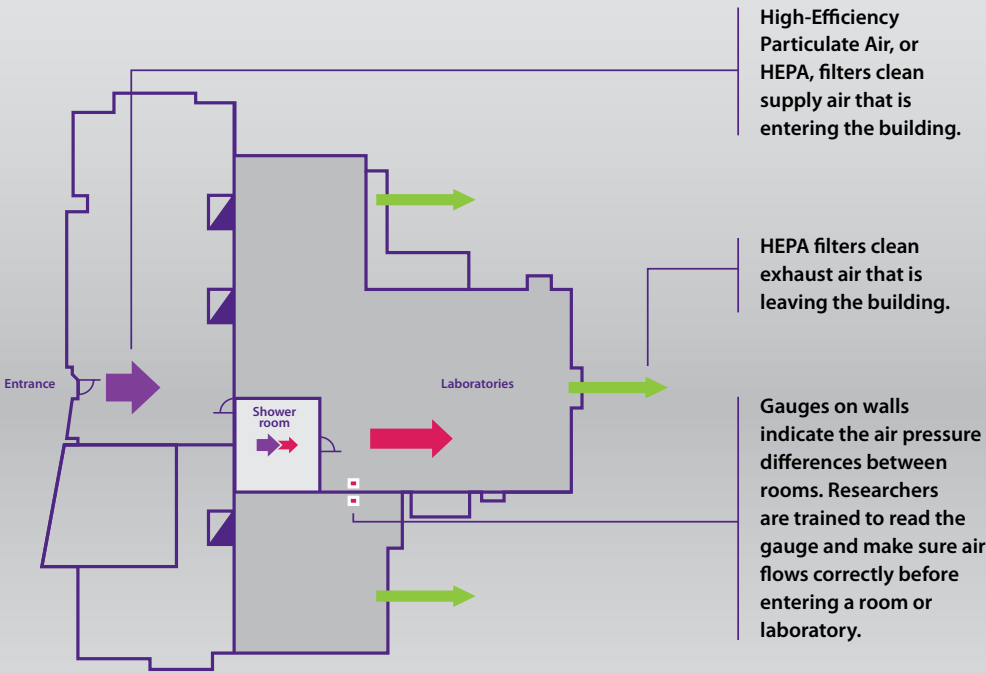 High-Efficiency
Particulate Air, or
HEPA, filters clean
supply air that is
entering the building.
HEPA filters clean
exhaust air that is
leaving the building.
Entrance
Laboratories
Shower
room
Gauges on walls
indicate the air pressure
differences between
rooms. Researchers
are trained to read the
gauge and make sure air
flows correctly before
entering a room or
laboratory.